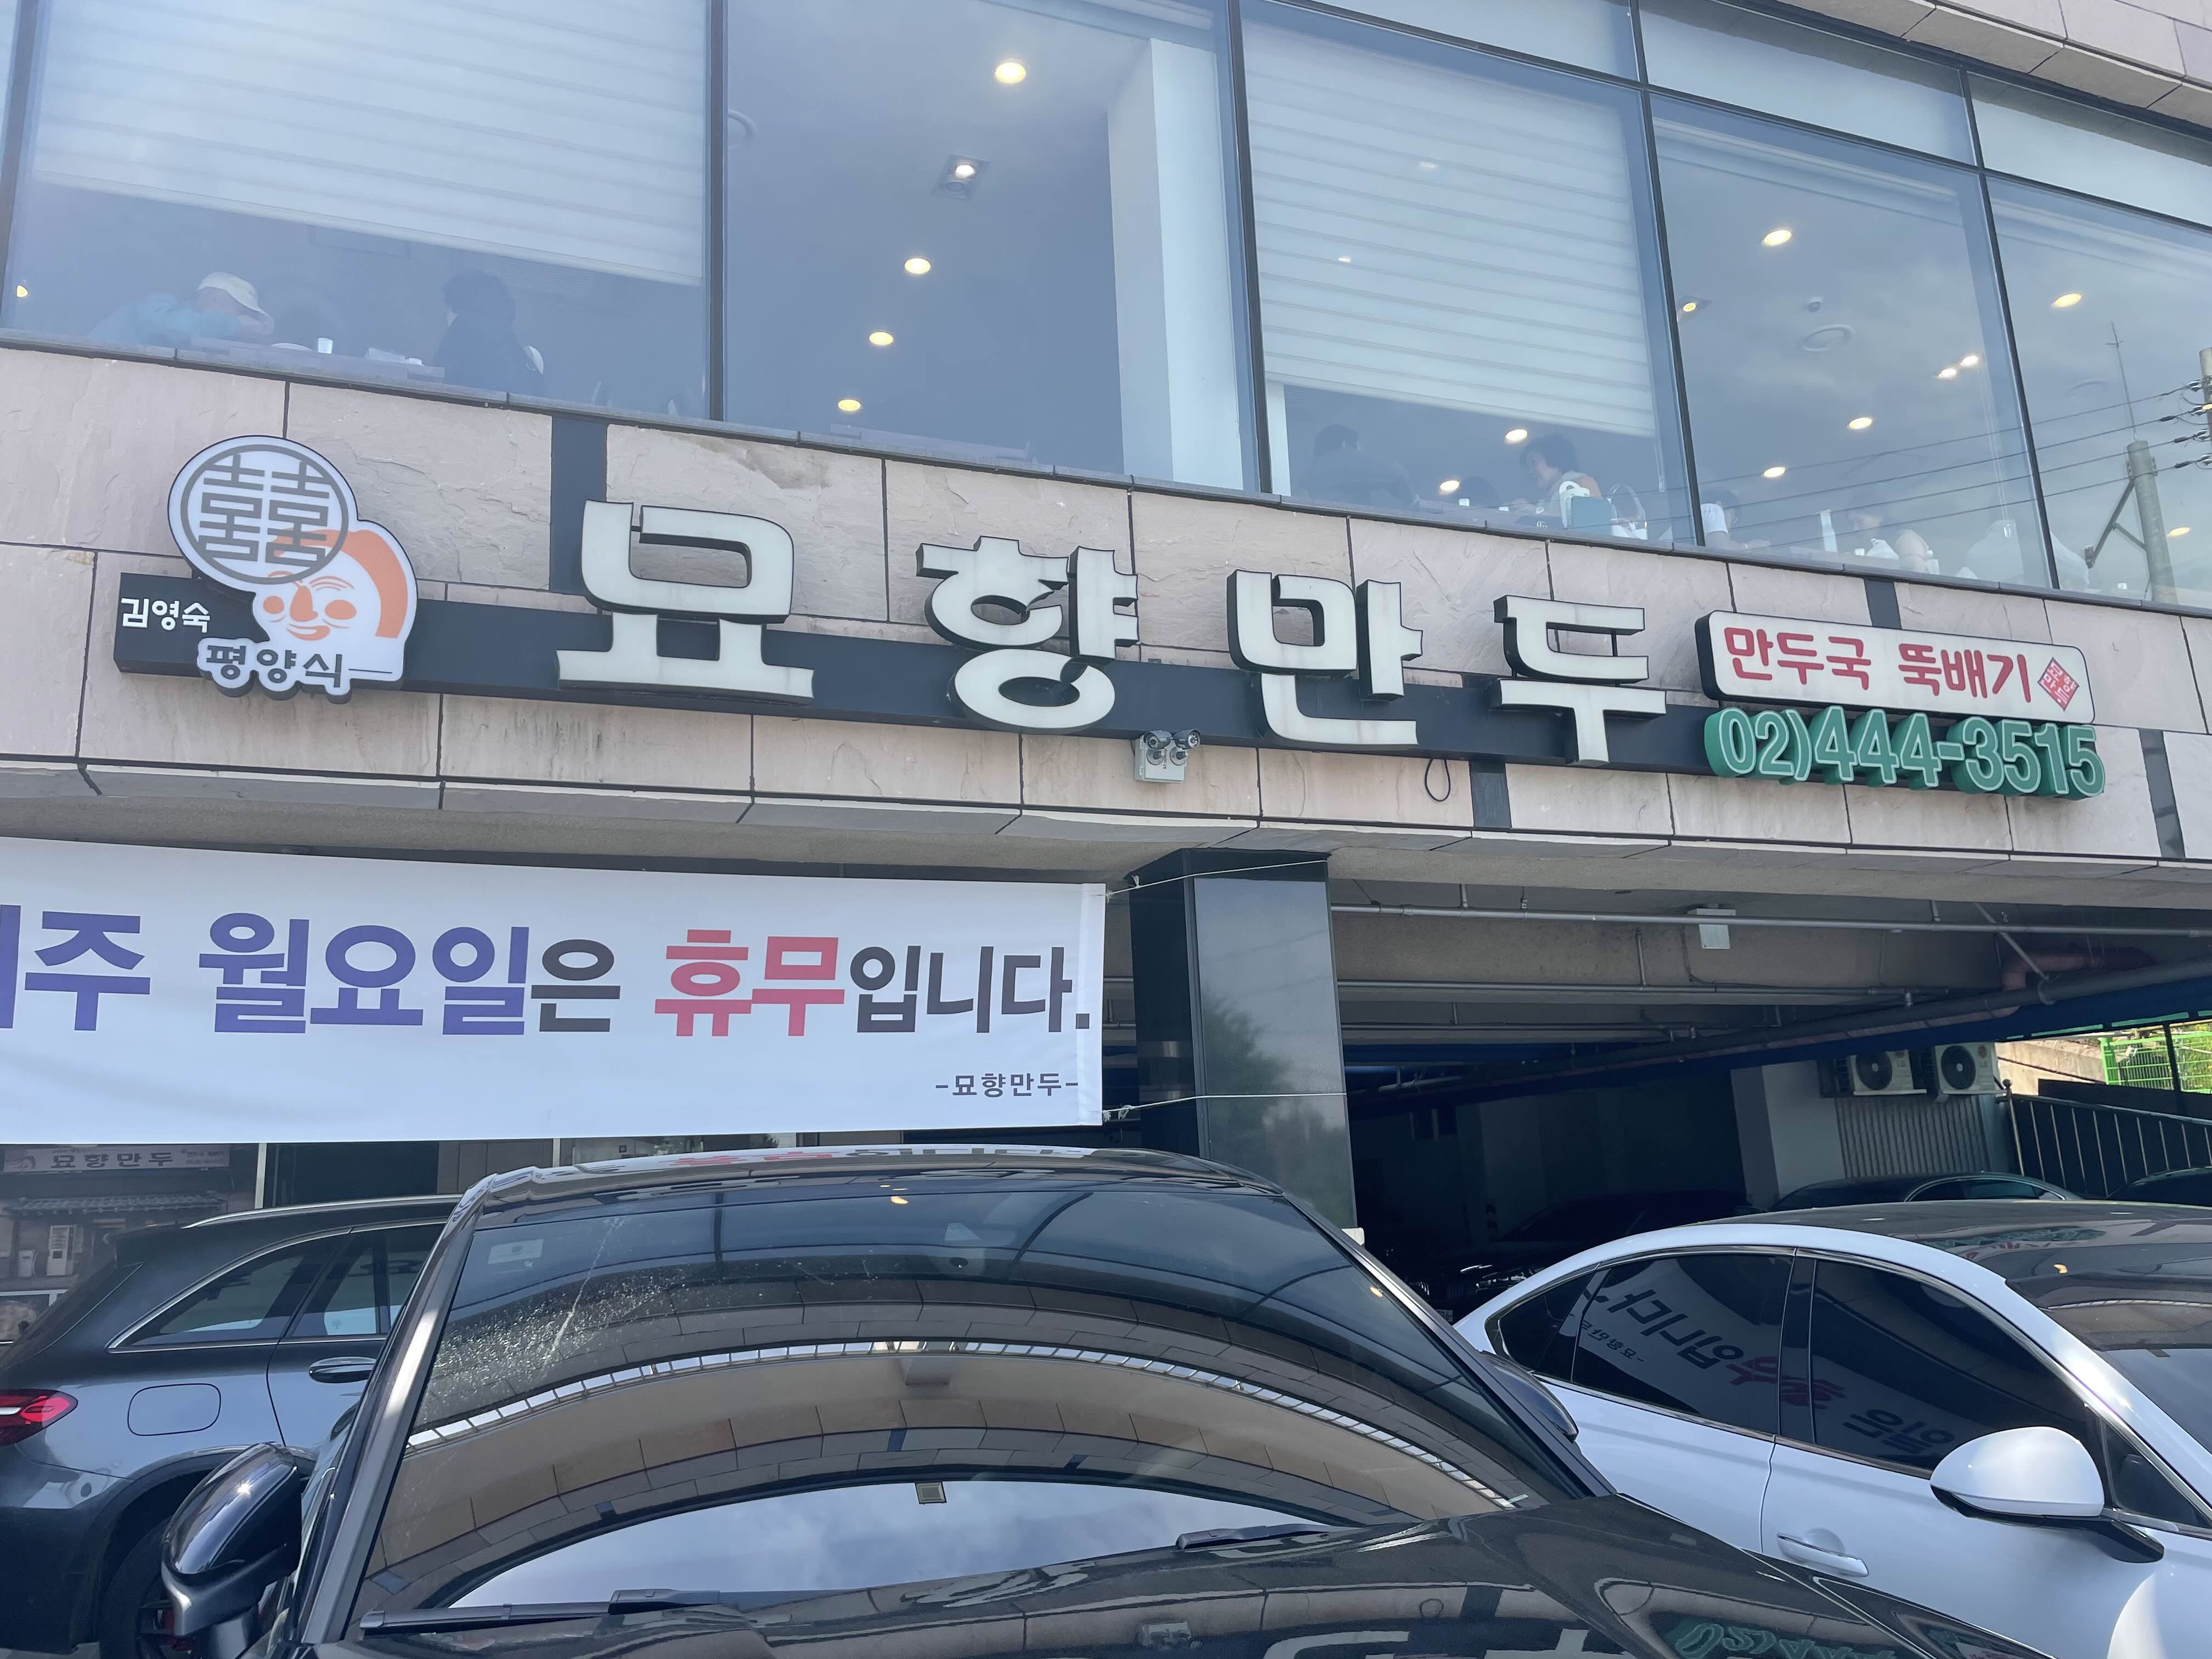 囍
김영숙
평양식
묘향만두
만두국 뚝배기
02)444-3515
주 월요일은 휴무입니다.
-묘향만두-
묘향만두